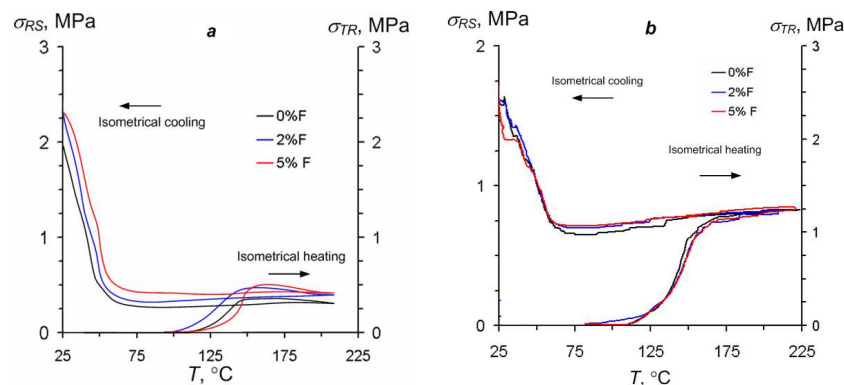 σRS, MPa
a
σTR, MPa
3
2
1
0
3
2
1
0
Isometrical cooling
0%F
2%F
5% F
Isometrical heating
25 75 125 175 225
T, °C
σRS, MPa
b
σTR, MPa
2
1
0
3
2
1
0
Isometrical cooling
0%F
2%F
5% F
Isometrical heating
25 75 125 175 225
T, °C